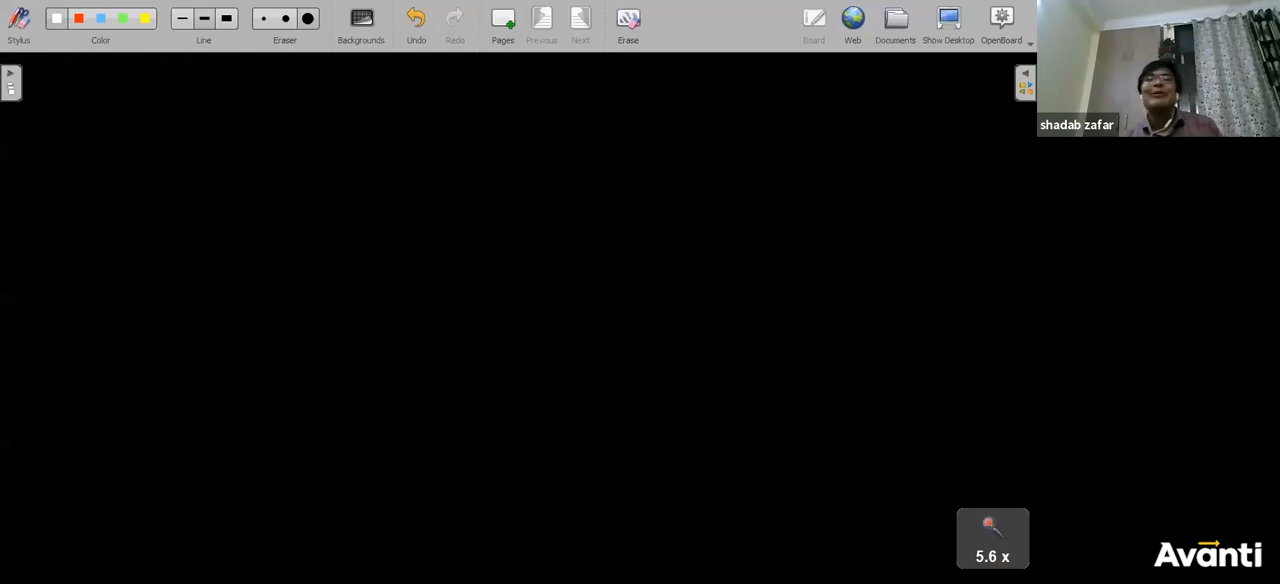 Stylus Color Line Eraser Backgrounds Undo Redo Pages Previous Next Erase Board Web Documents Show Desktop OpenBoard
shadab zafar
5.6 x
Avanti